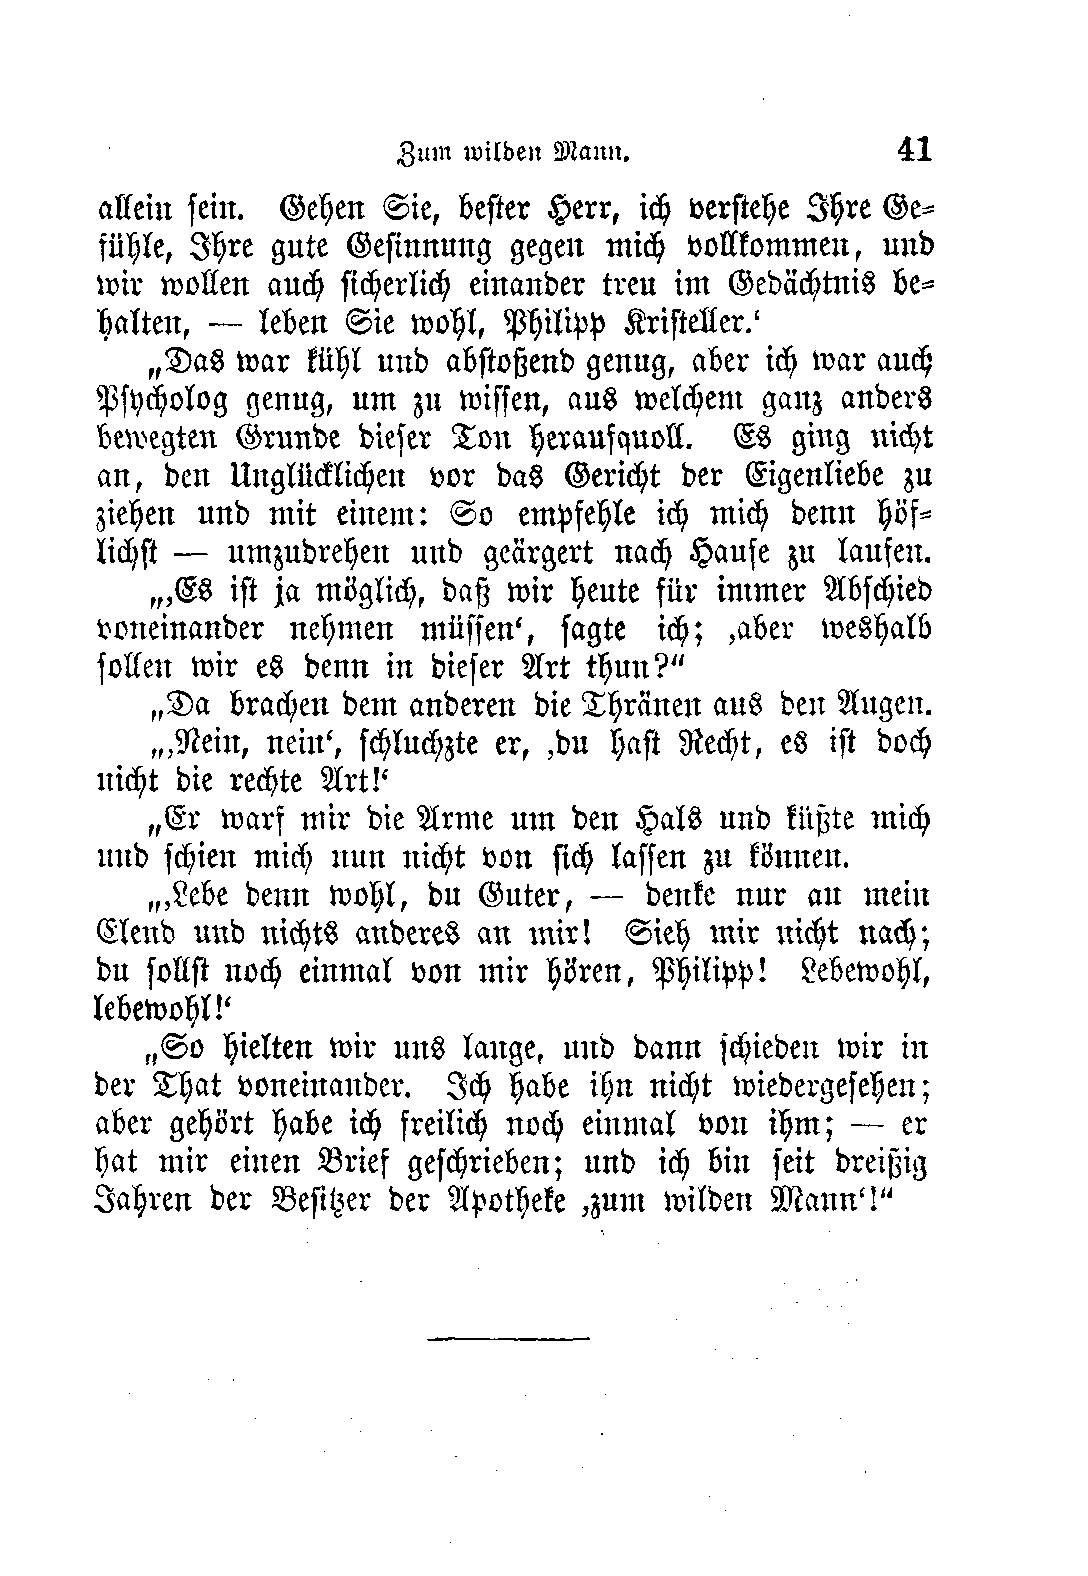 Zum wilden Mann. 41
allein sein. Gehen Sie, bester Herr, ich verstehe Ihre Ge-
fühle, Ihre gute Gesinnung gegen mich vollkommen, und
wir wollen auch sicherlich einander treu im Gedächtnis be-
halten, — leben Sie wohl, Philipp Kristeller.‘
„Das war kühl und abstoßend genug, aber ich war auch
Psycholog genug, um zu wissen, aus welchem ganz anders
bewegten Grunde dieser Ton heraufquoll. Es ging nicht
an, den Unglücklichen vor das Gericht der Eigenliebe zu
ziehen und mit einem: So empfehle ich mich denn höf-
lichst — umzudrehen und geärgert nach Hause zu laufen.
„‚Es ist ja möglich, daß wir heute für immer Abschied
voneinander nehmen müssen‘, sagte ich; ‚aber weshalb
sollen wir es denn in dieser Art thun?“
„Da brachen dem anderen die Thränen aus den Augen.
„‚Nein, nein‘, schluchzte er, ‚du hast Recht, es ist doch
nicht die rechte Art!‘
„Er warf mir die Arme um den Hals und küßte mich
und schien mich nun nicht von sich lassen zu können.
„‚Lebe denn wohl, du Guter, — denke nur an mein
Elend und nichts anderes an mir! Sieh mir nicht nach;
du sollst noch einmal von mir hören, Philipp! Lebewohl,
lebewohl!‘
„So hielten wir uns lange, und dann schieden wir in
der That voneinander. Ich habe ihn nicht wiedergesehen;
aber gehört habe ich freilich noch einmal von ihm; — er
hat mir einen Brief geschrieben; und ich bin seit dreißig
Jahren der Besitzer der Apotheke ‚zum wilden Mann‘!“